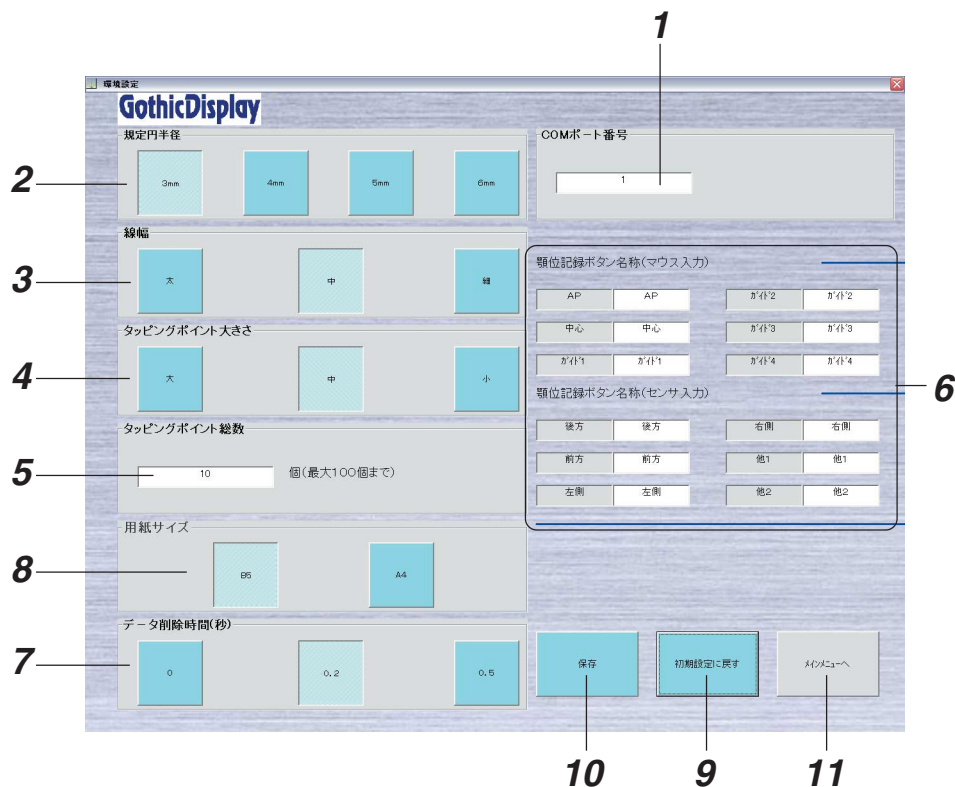 1
環境設定
GothicDisplay
規定円半径
2
3mm 4mm 5mm 6mm
線幅
3
太 中 細
タッピングポイント大きさ
4
大 中 小
タッピングポイント総数
5
10 個(最大100個まで)
用紙サイズ
8
B5 A4
データ削除時間(秒)
7
0 0.2 0.5
COMポート番号
1
顎位記録ボタン名称(マウス入力)
AP AP ガイド2 ガイド2
中心 中心 ガイド3 ガイド3
ガイド1 ガイド1 ガイド4 ガイド4
6
顎位記録ボタン名称(センサ入力)
後方 後方 右側 右側
前方 前方 他1 他1
左側 左側 他2 他2
保存 初期設定に戻す メインメニューへ
10 9 11